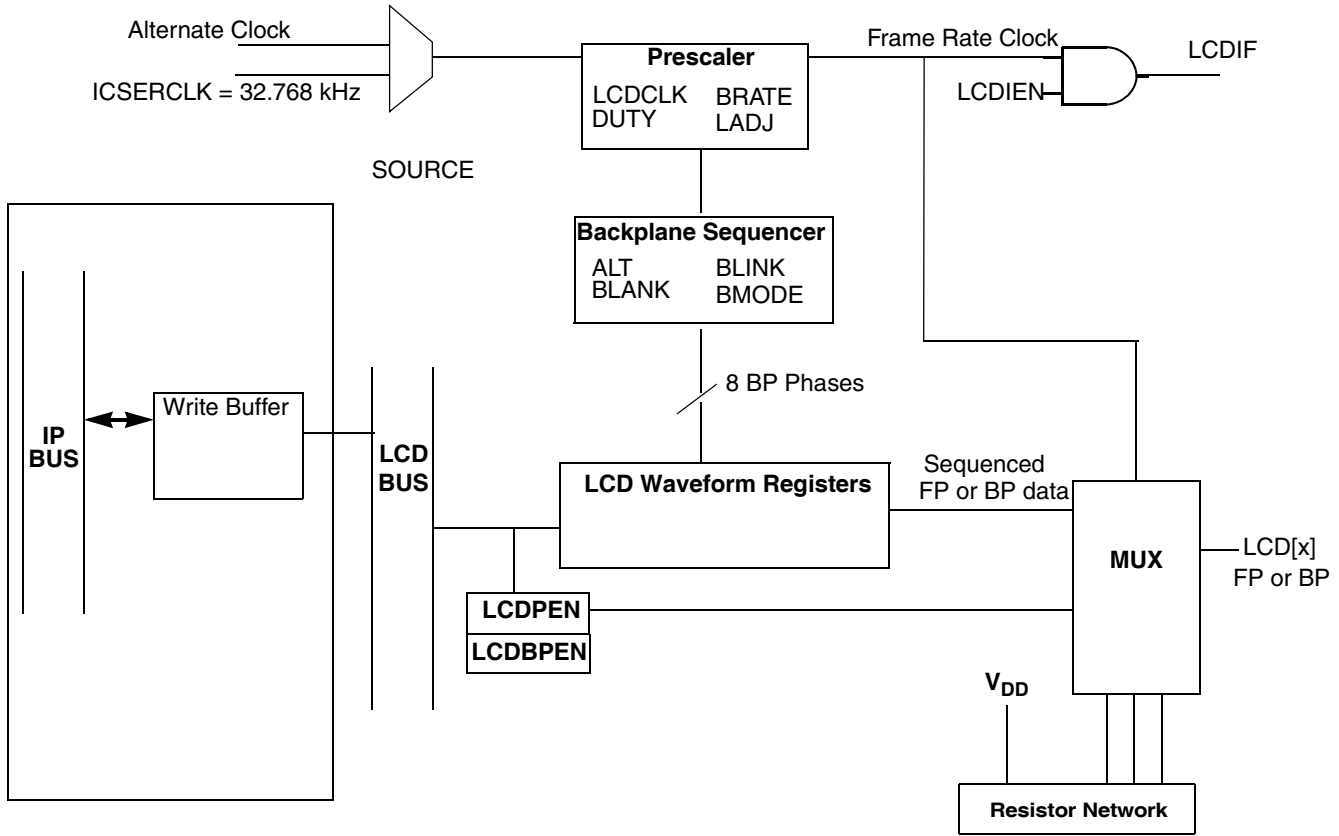 Alternate Clock
ICSERCLK = 32.768 kHz
SOURCE
Prescaler
LCDCLK BRATE
DUTY LADJ
Frame Rate Clock
LCDIEN
LCDIF
Backplane Sequencer
ALT BLINK
BLANK BMODE
8 BP Phases
IP
BUS
Write Buffer
LCD
BUS
LCD Waveform Registers
Sequenced
FP or BP data
MUX
LCD[x]
FP or BP
LCDPEN
LCDBPEN
VDD
Resistor Network